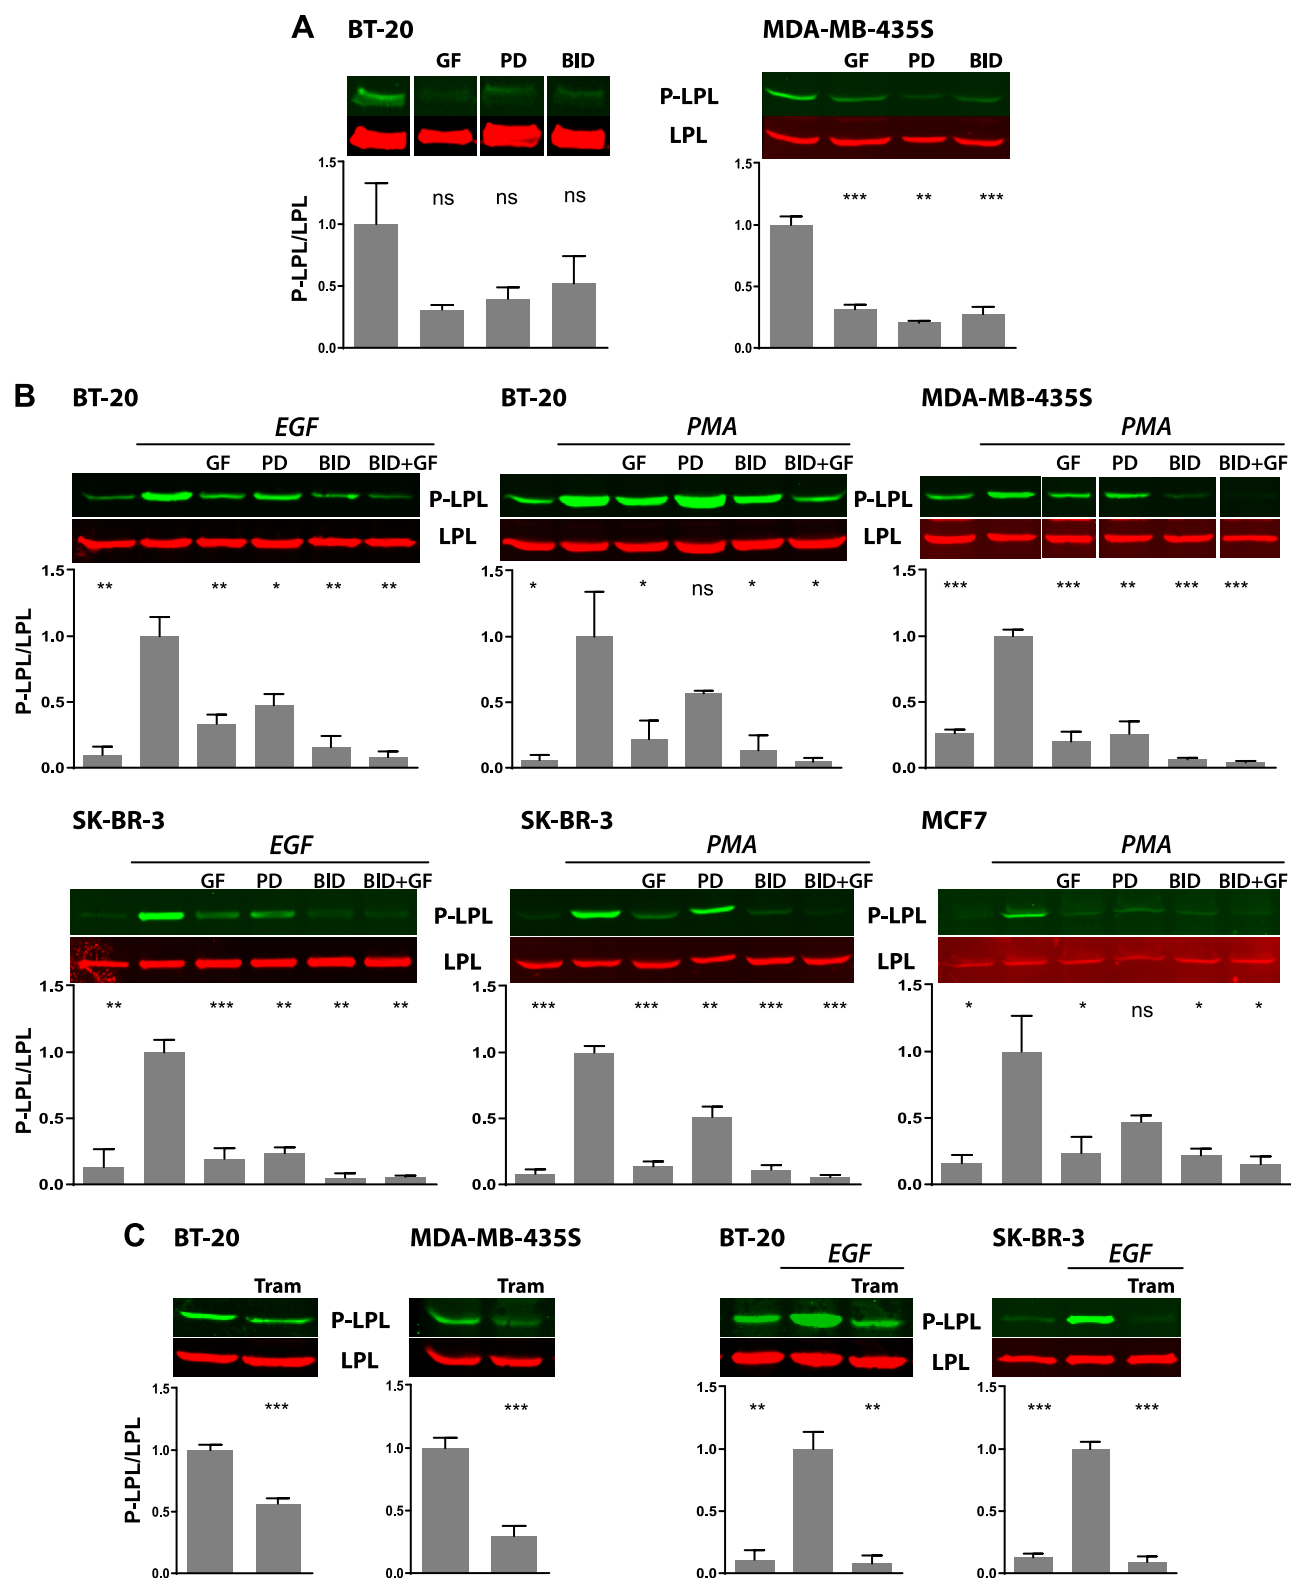 A BT-20 MDA-MB-435S
GF PD BID GF PD BID
P-LPL
LPL
P-LPL/LPL
1.5 1.0 0.5 0.0
ns ns ns
1.5 1.0 0.5 0.0
*** ** ***
B BT-20 BT-20 MDA-MB-435S
EGF PMA PMA
GF PD BID BID+GF GF PD BID BID+GF GF PD BID BID+GF
P-LPL P-LPL
LPL LPL
P-LPL/LPL
1.5 1.0 0.5 0.0
** ** * ** **
1.5 1.0 0.5 0.0
* * ns * *
1.5 1.0 0.5 0.0
*** *** ** *** ***
SK-BR-3 SK-BR-3 MCF7
EGF PMA PMA
GF PD BID BID+GF GF PD BID BID+GF GF PD BID BID+GF
P-LPL P-LPL
LPL LPL
P-LPL/LPL
1.5 1.0 0.5 0.0
** *** ** ** **
1.5 1.0 0.5 0.0
*** *** ** *** ***
1.5 1.0 0.5 0.0
* * ns * *
C BT-20 MDA-MB-435S BT-20 SK-BR-3
EGF EGF
Tram Tram Tram Tram
P-LPL P-LPL
LPL LPL
P-LPL/LPL
1.5 1.0 0.5 0.0
***
1.5 1.0 0.5 0.0
***
1.5 1.0 0.5 0.0
** **
1.5 1.0 0.5 0.0
*** ***